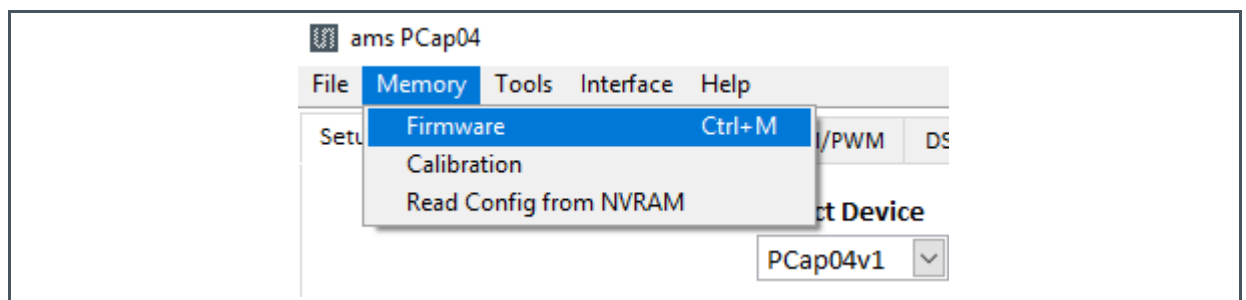 ams PCap04
File Memory Tools Interface Help
Firmware Ctrl+M
Calibration
Read Config from NVRAM
PCap04v1